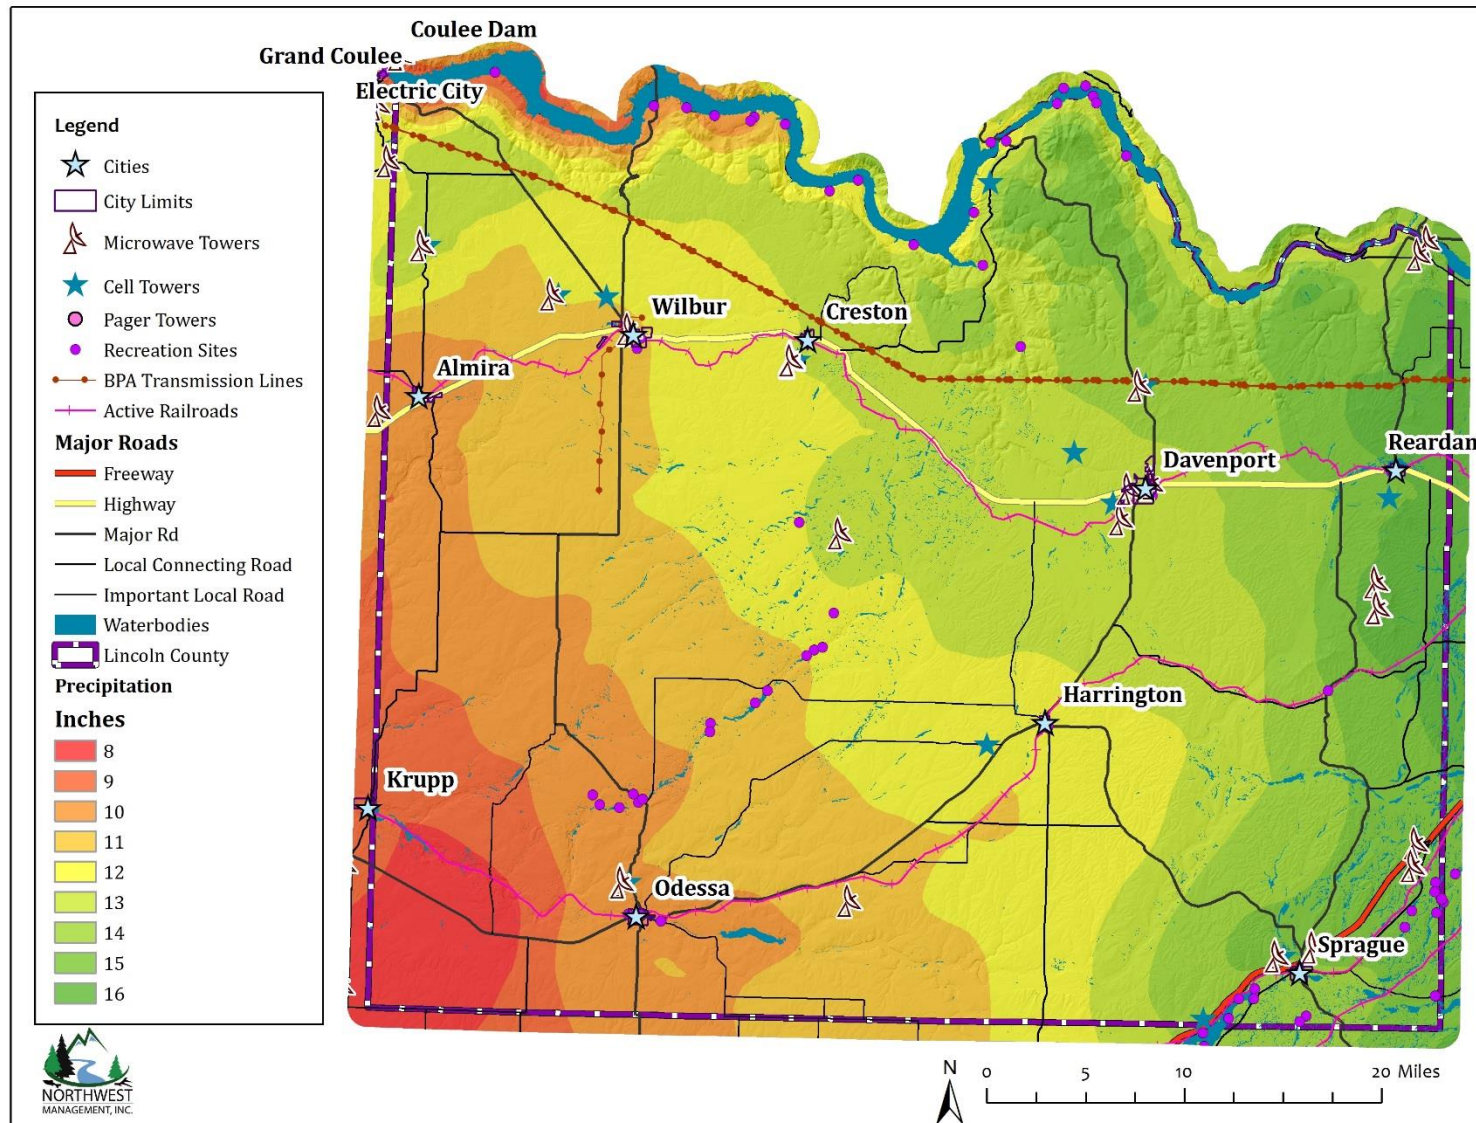 Coulee Dam
Grand Coulee
Electric City
Legend
Cities
City Limits
Microwave Towers
Cell Towers
Pager Towers
Recreation Sites
BPA Transmission Lines
Active Railroads
Major Roads
Freeway
Highway
Major Rd
Local Connecting Road
Important Local Road
Waterbodies
Lincoln County
Precipitation
Inches
8
9
10
11
12
13
14
15
16
Wilbur
Creston
Almira
Reardan
Davenport
Harrington
Krupp
Odessa
Sprague
NORTHWEST
MANAGEMENT, INC.
N
0 5 10 20 Miles